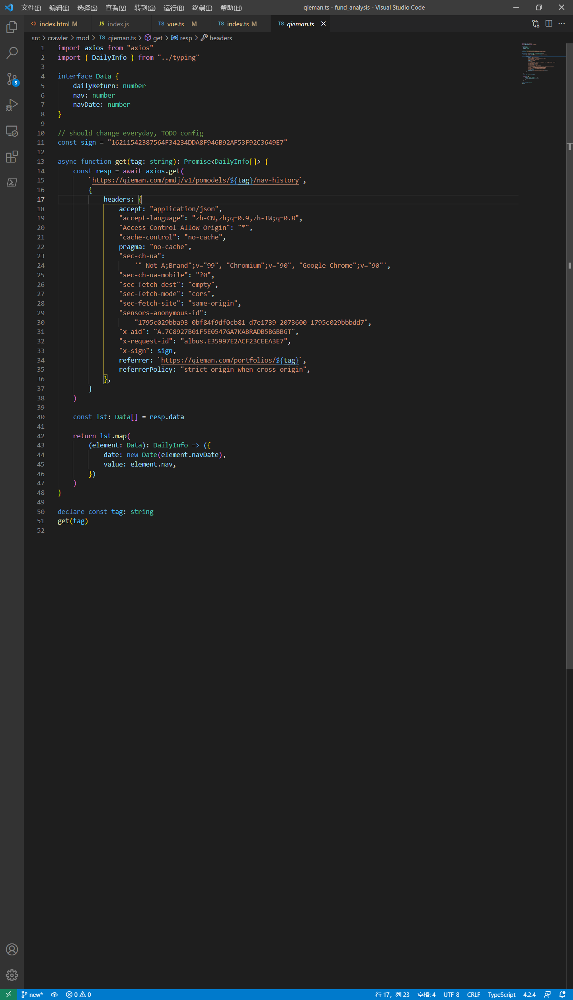 文件(F) 编辑(E) 选择(S) 查看(V) 转到(G) 运行(R) 终端(T) 帮助(H) qieman.ts - fund_analysis - Visual Studio Code
index.html M JS index.js TS vue.ts M TS index.ts M TS qieman.ts
src > crawler > mod > TS qieman.ts > get > resp > headers
1 import axios from "axios"
2 import { DailyInfo } from "../typing"
3
4 interface Data {
5 dailyReturn: number
6 nav: number
7 navDate: number
8 }
9
10 // should change everyday, TODO config
11 const sign = "16211542387564F34234DDA8F946B92AF53F92C3649E7"
12
13 async function get(tag: string): Promise<DailyInfo[]> {
14 const resp = await axios.get(
15 `https://qieman.com/pmdj/v1/pomodels/${tag}/nav-history`,
16 {
17 headers: {
18 accept: "application/json",
19 "accept-language": "zh-CN,zh;q=0.9,zh-TW;q=0.8",
20 "Access-Control-Allow-Origin": "*",
21 "cache-control": "no-cache",
22 pragma: "no-cache",
23 "sec-ch-ua":
24 '" Not A;Brand";v="99", "Chromium";v="90", "Google Chrome";v="90"',
25 "sec-ch-ua-mobile": "?0",
26 "sec-fetch-dest": "empty",
27 "sec-fetch-mode": "cors",
28 "sec-fetch-site": "same-origin",
29 "sensors-anonymous-id":
30 "1795c029bba93-0bf84f9df0cb81-d7e1739-2073600-1795c029bbbdd7",
31 "x-aid": "A.7C8927B01F5E0547GA7KABRADB5BGBBGT",
32 "x-request-id": "albus.E35997E2ACF23CEEA3E7",
33 "x-sign": sign,
34 referrer: `https://qieman.com/portfolios/${tag}`,
35 referrerPolicy: "strict-origin-when-cross-origin",
36 },
37 }
38 )
39
40 const lst: Data[] = resp.data
41
42 return lst.map(
43 (element: Data): DailyInfo => ({
44 date: new Date(element.navDate),
45 value: element.nav,
46 })
47 )
48 }
49
50 declare const tag: string
51 get(tag)
52
5
new* 0 0 行 17，列 23 空格: 4 UTF-8 CRLF TypeScript 4.2.4